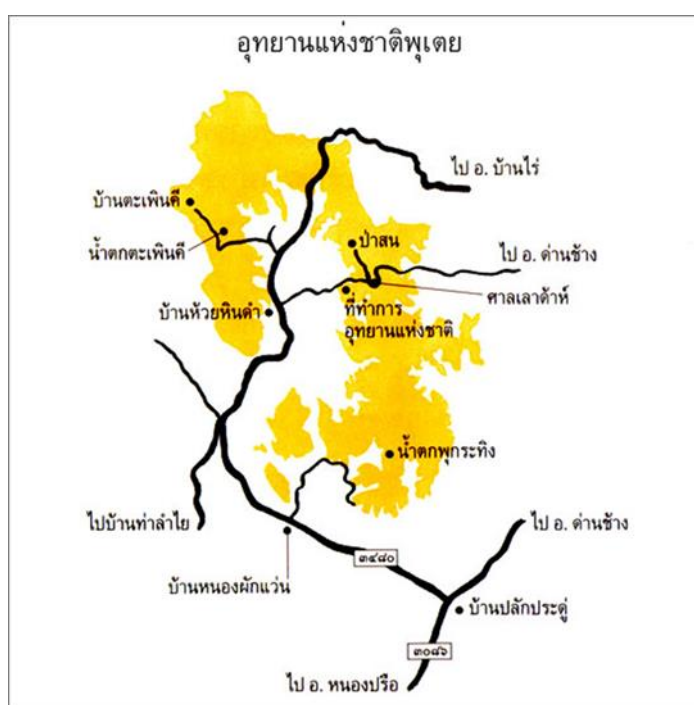 อุทยานแห่งชาติพุเตย
ไป อ. บ้านไร่
บ้านตะเพินคี่
น้ำตกตะเพินคี่
ป่าสน
ไป อ. ด่านช้าง
ศาลเลาด้าห์
บ้านห้วยหินดำ
ที่ทำการ
อุทยานแห่งชาติ
น้ำตกพุกระทิง
ไปบ้านท่าลำไย
ไป อ. ด่านช้าง
๓๔๘๐
บ้านหนองผักแว่น
บ้านปลักประดู่
๓๐๘๖
ไป อ. หนองปรือ